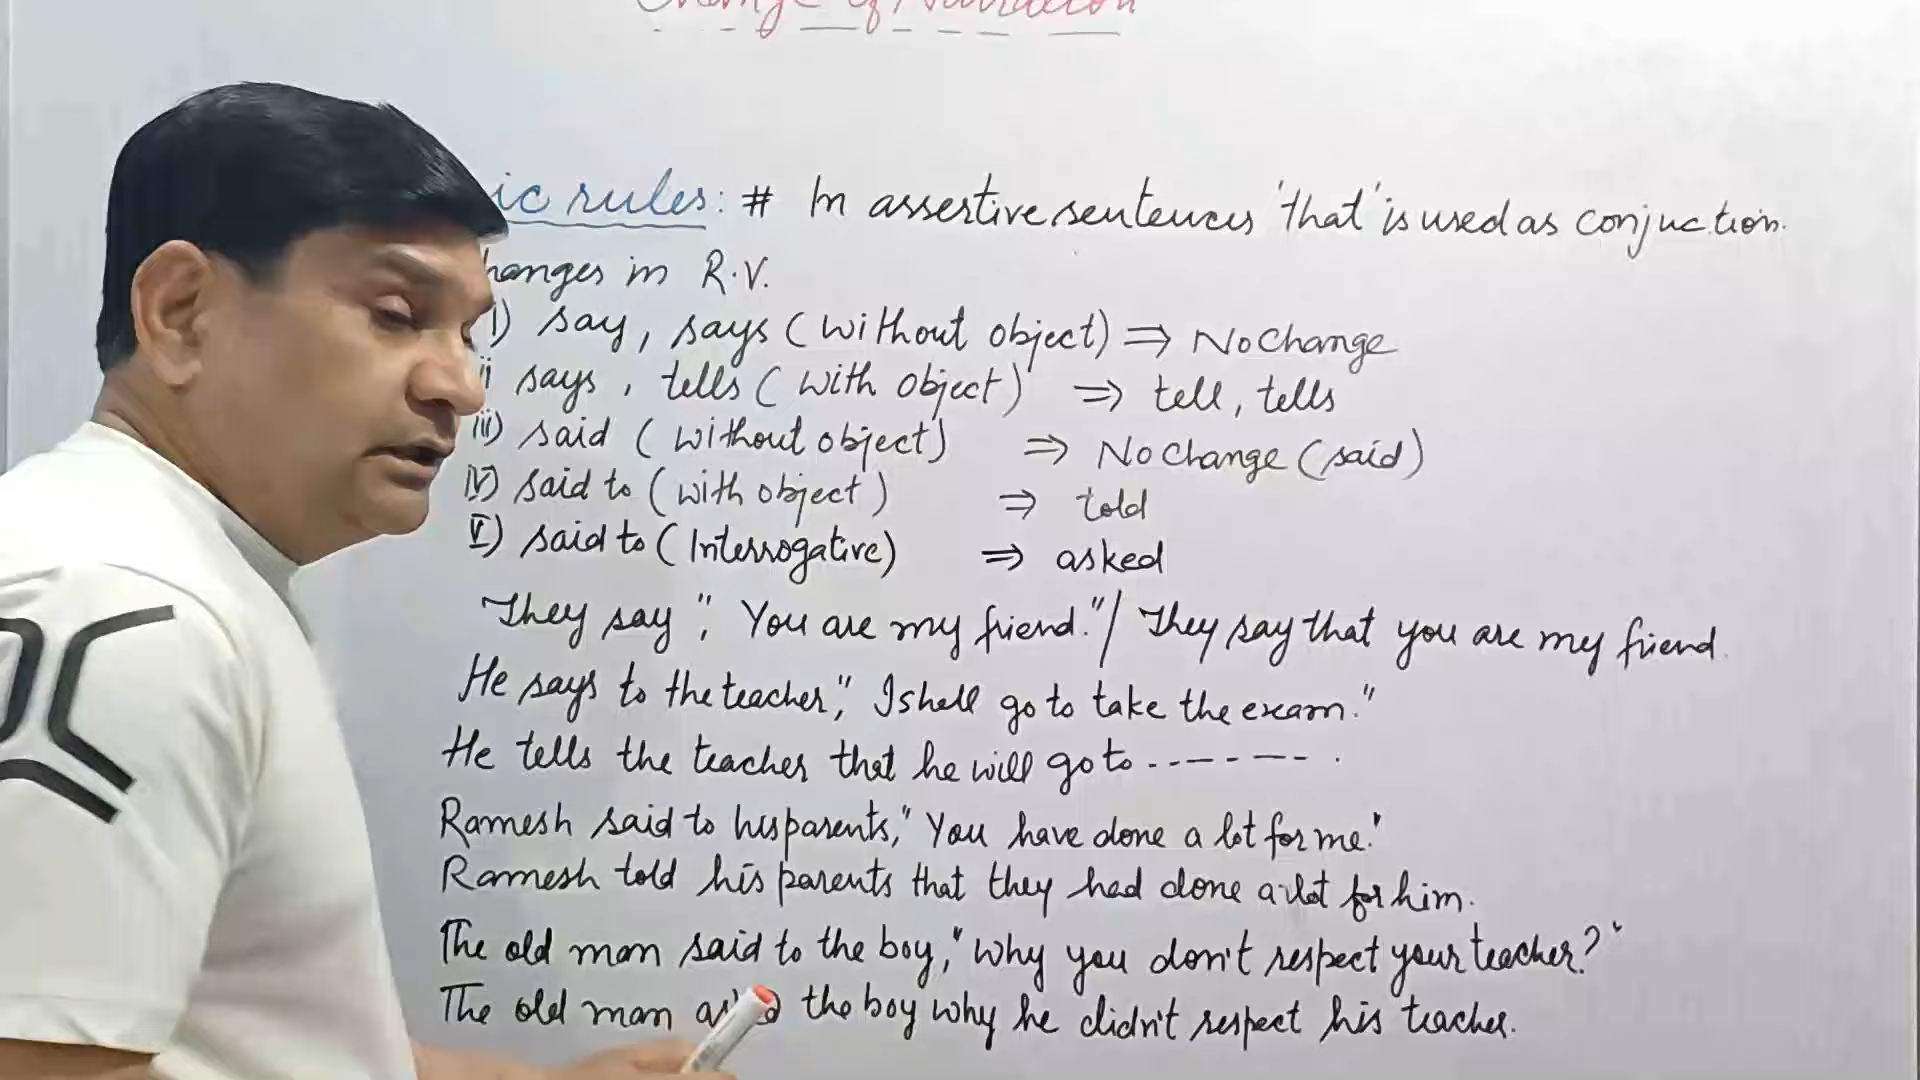 Change of Narration
ic rules: # In assertive sentences 'that' is used as conjuction.
hanges in R.V.
i) say, says (without object) ⇒ No Change
ii says, tells (with object) ⇒ tell, tells
iii) said (without object) ⇒ No Change (said)
IV) said to (with object) ⇒ told
V) said to (Interrogative) ⇒ asked
They say ", You are my friend."/ They say that you are my friend.
He says to the teacher," I shell go to take the exam."
He tells the teacher that he will go to ------- .
Ramesh said to his parents," You have done a lot for me."
Ramesh told his parents that they had done a lot for him.
The old man said to the boy," Why you don't respect your teacher?"
The old man the boy why he didn't respect his teacher.